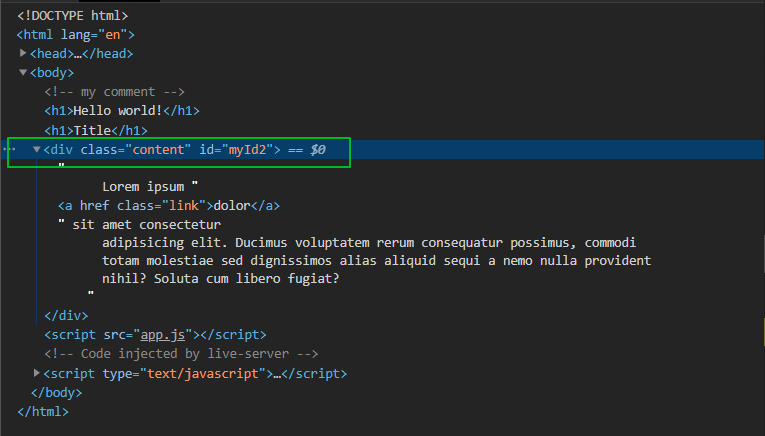 <!DOCTYPE html>
<html lang="en">
<head>…</head>
<body>
<!-- my comment -->
<h1>Hello world!</h1>
<h1>Title</h1>
… <div class="content" id="myId2"> == $0
"
Lorem ipsum "
<a href class="link">dolor</a>
" sit amet consectetur
adipisicing elit. Ducimus voluptatem rerum consequatur possimus, commodi
totam molestiae sed dignissimos alias aliquid sequi a nemo nulla provident
nihil? Soluta cum libero fugiat?
"
</div>
<script src="app.js"></script>
<!-- Code injected by live-server -->
<script type="text/javascript">…</script>
</body>
</html>